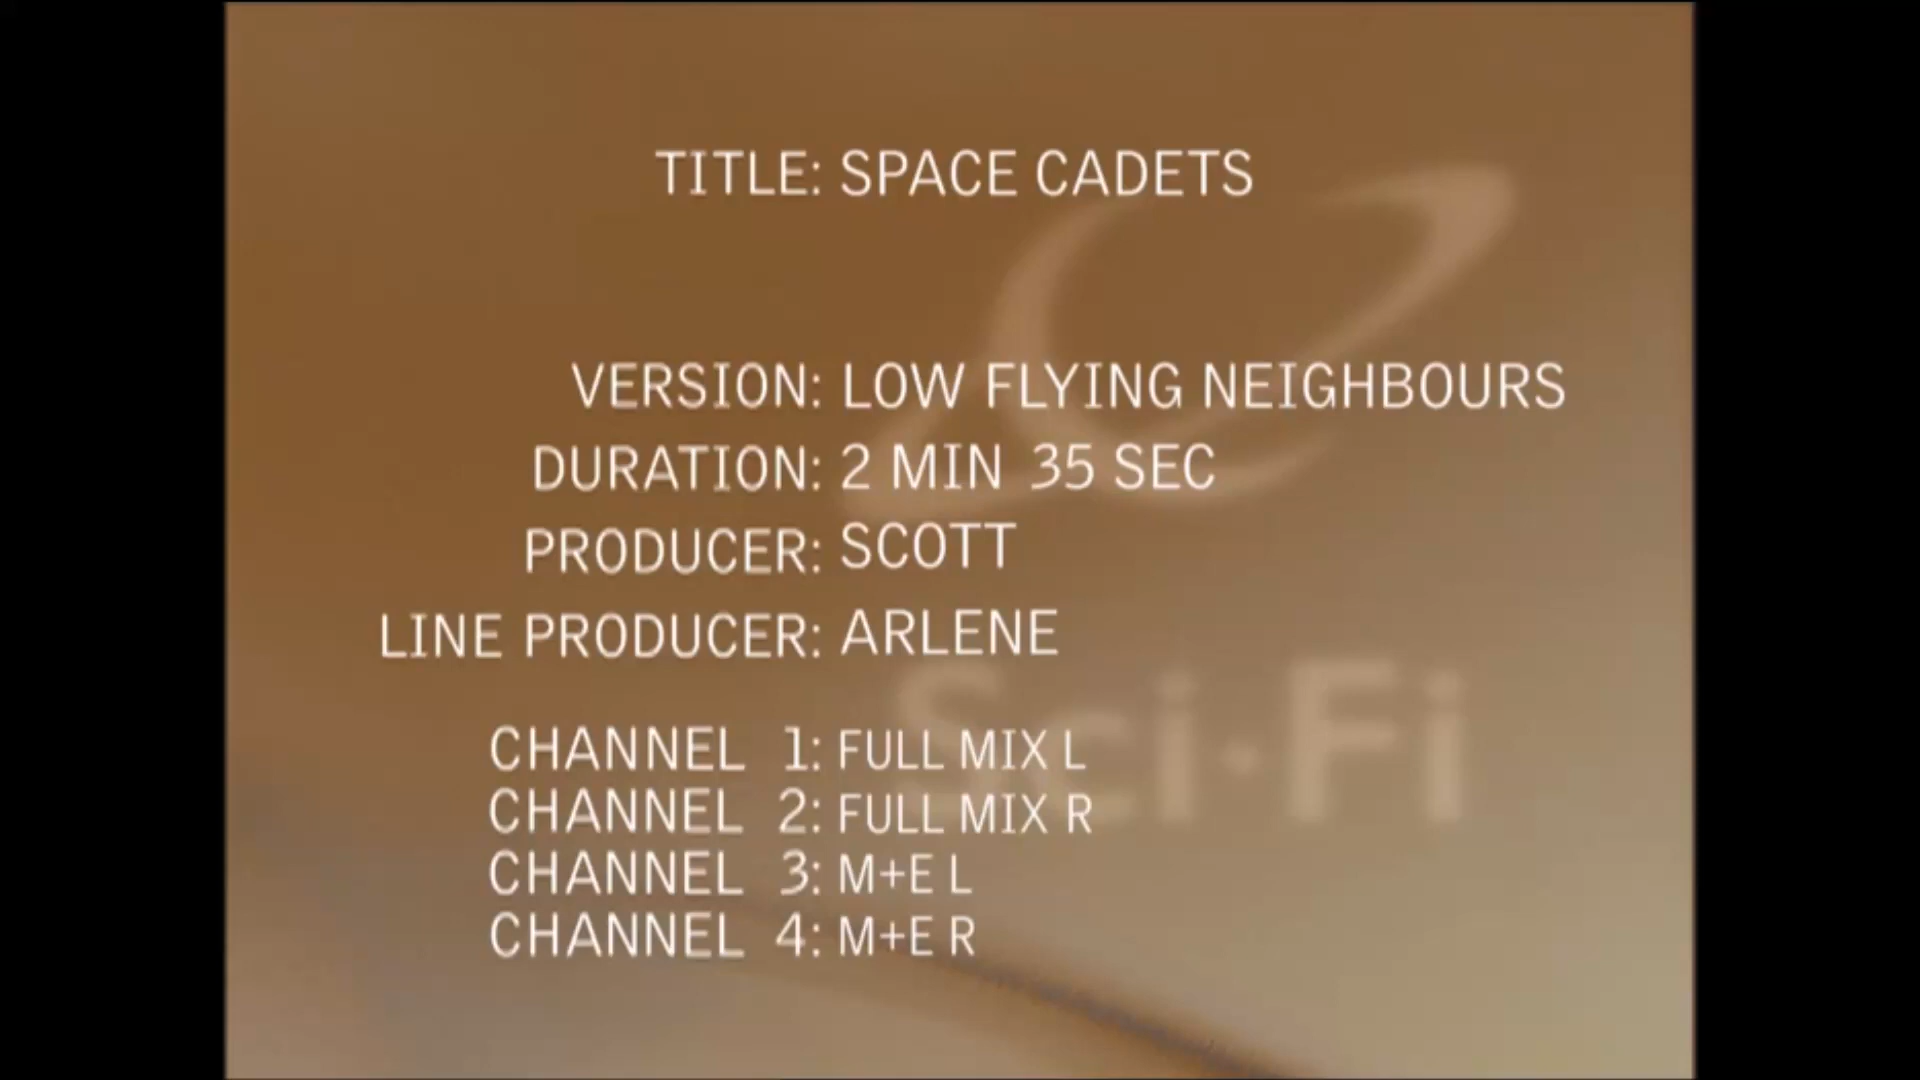 TITLE: SPACE CADETS
VERSION: LOW FLYING NEIGHBOURS
DURATION: 2 MIN 35 SEC
PRODUCER: SCOTT
LINE PRODUCER: ARLENE
Sci·Fi
CHANNEL 1: FULL MIX L
CHANNEL 2: FULL MIX R
CHANNEL 3: M+E L
CHANNEL 4: M+E R